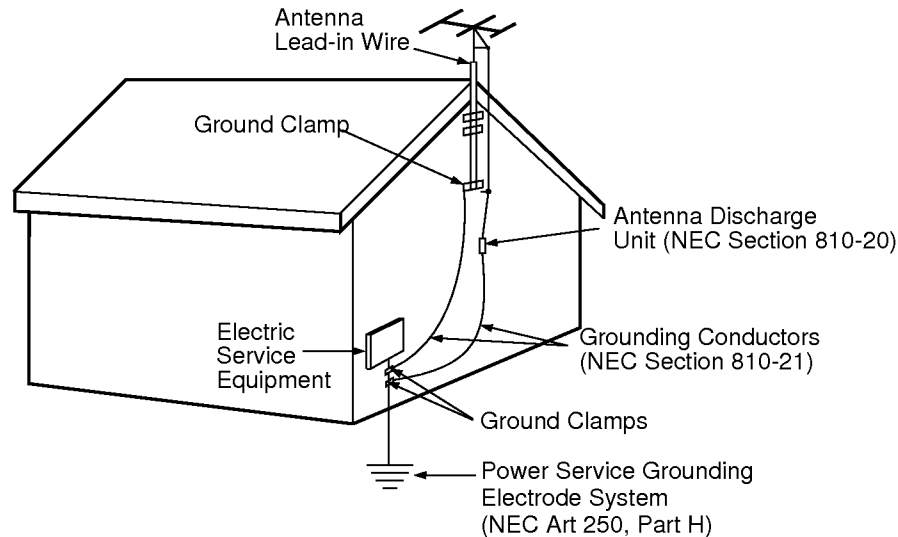 Antenna
Lead-in Wire
Ground Clamp
Antenna Discharge
Unit (NEC Section 810-20)
Electric
Service
Equipment
Grounding Conductors
(NEC Section 810-21)
Ground Clamps
Power Service Grounding
Electrode System
(NEC Art 250, Part H)